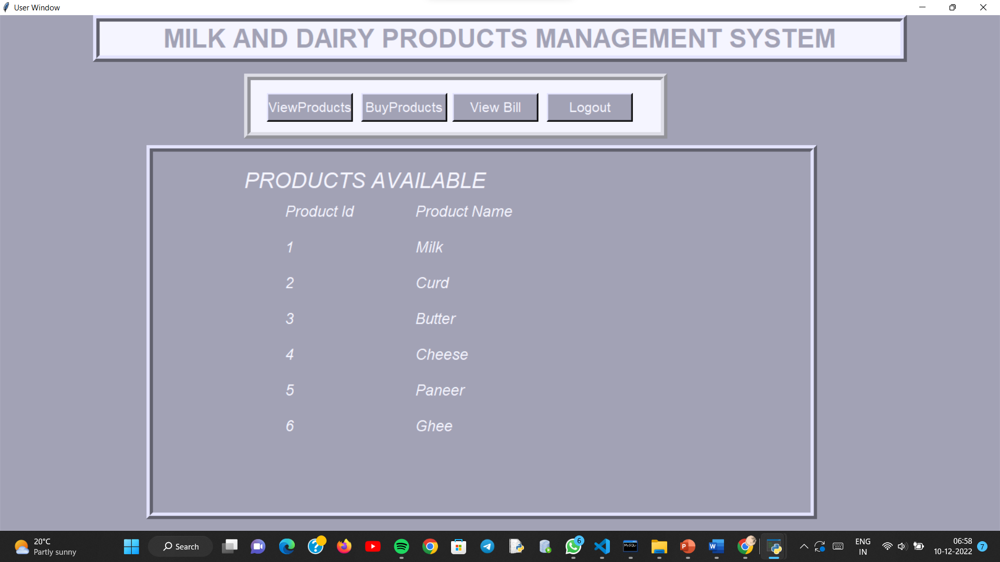 User Window
MILK AND DAIRY PRODUCTS MANAGEMENT SYSTEM
ViewProducts BuyProducts View Bill Logout
PRODUCTS AVAILABLE
Product Id Product Name
1 Milk
2 Curd
3 Butter
4 Cheese
5 Paneer
6 Ghee
20°C
Partly sunny
Search
6
MySQL
ENG
IN
06:58
10-12-2022
7